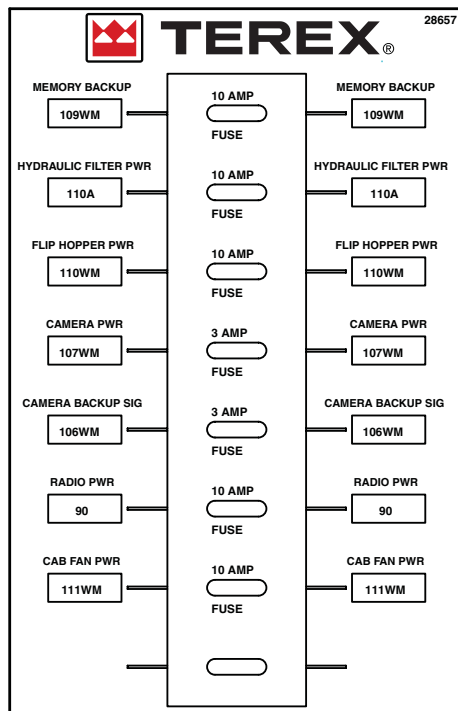 28657
TEREX®
MEMORY BACKUP 10 AMP MEMORY BACKUP
109WM 109WM
FUSE
HYDRAULIC FILTER PWR 10 AMP HYDRAULIC FILTER PWR
110A 110A
FUSE
FLIP HOPPER PWR 10 AMP FLIP HOPPER PWR
110WM 110WM
FUSE
CAMERA PWR 3 AMP CAMERA PWR
107WM 107WM
FUSE
CAMERA BACKUP SIG 3 AMP CAMERA BACKUP SIG
106WM 106WM
FUSE
RADIO PWR 10 AMP RADIO PWR
90 90
FUSE
CAB FAN PWR 10 AMP CAB FAN PWR
111WM 111WM
FUSE